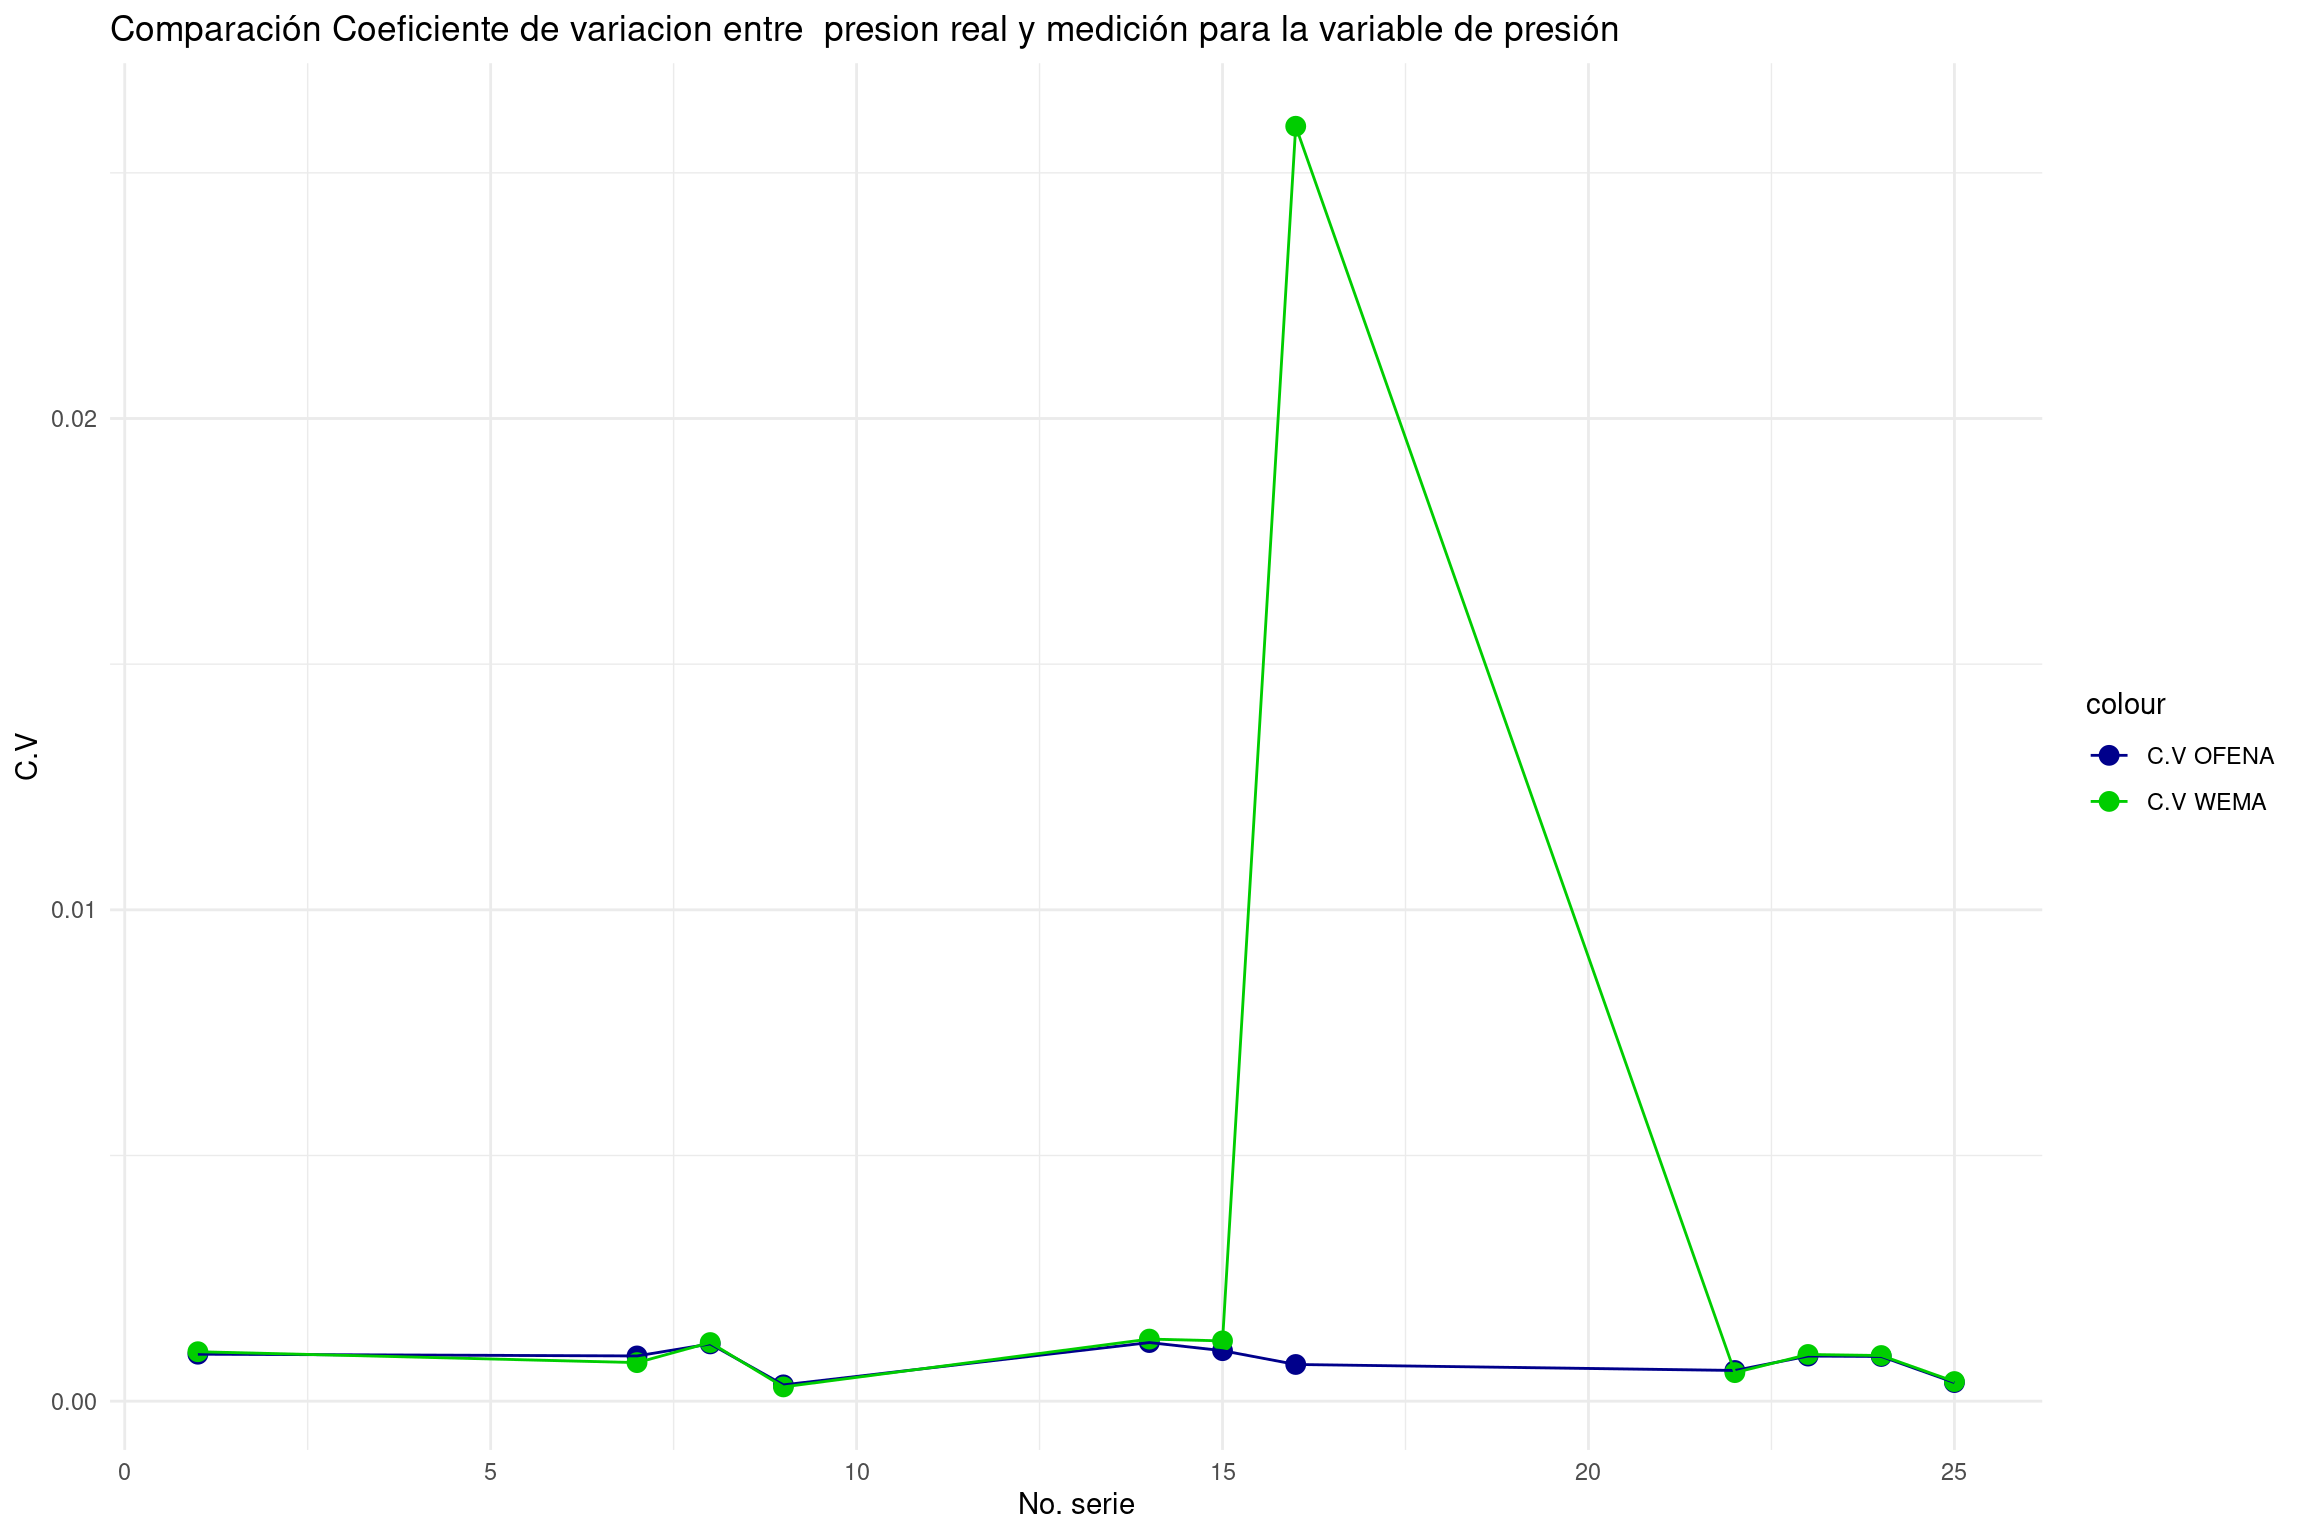 Comparación Coeficiente de variacion entre  presion real y medición para la variable de presión
0.02
0.01
0.00
C.V
0 5 10 15 20 25
No. serie
colour
C.V OFENA
C.V WEMA